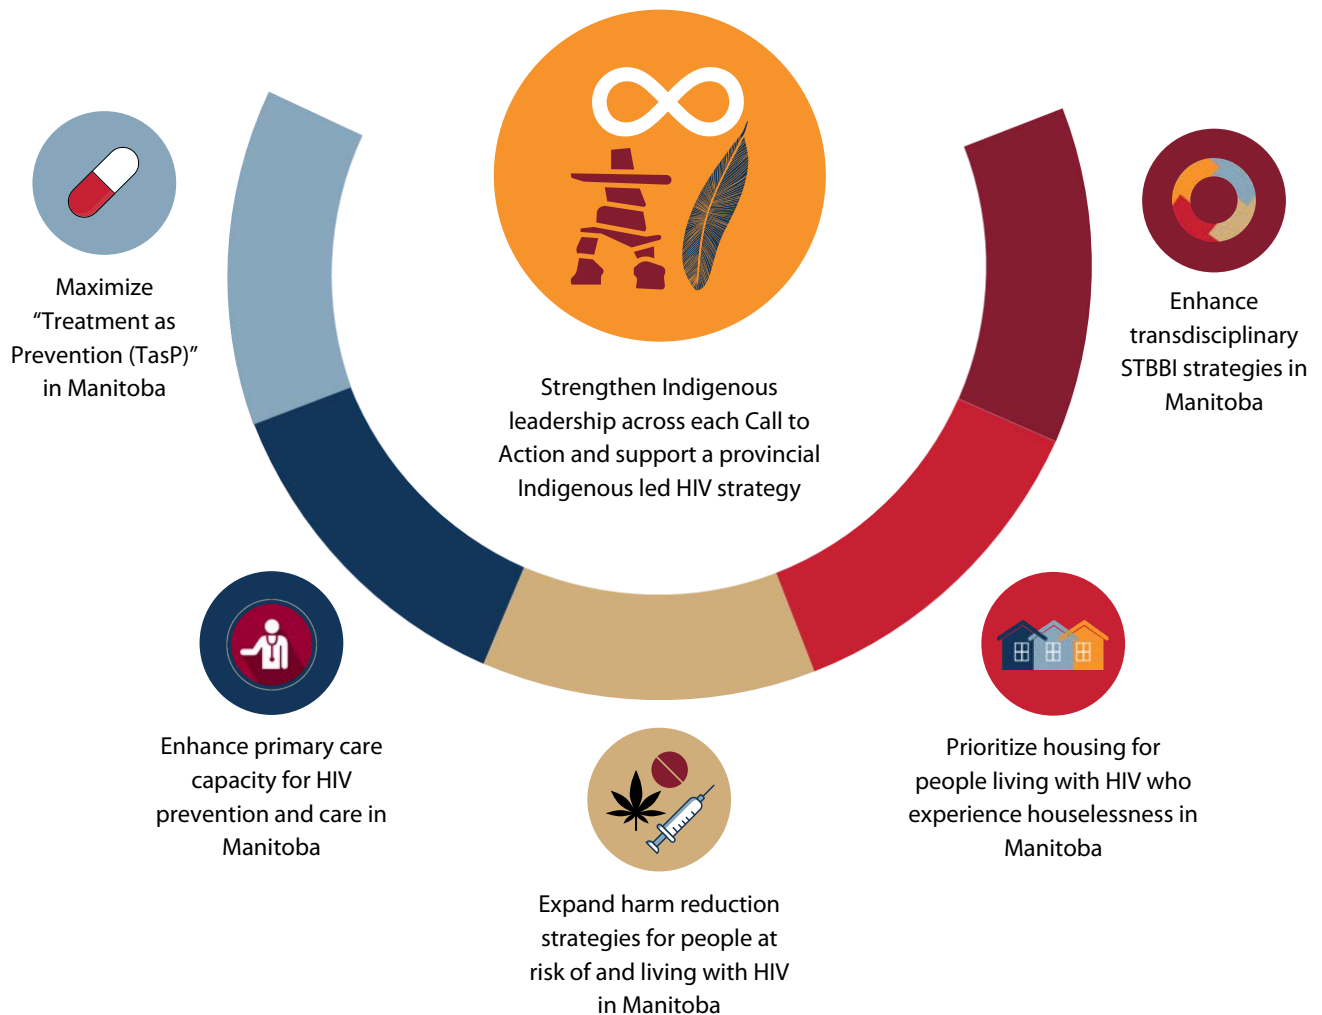 Maximize
“Treatment as
Prevention (TasP)”
in Manitoba
Strengthen Indigenous
leadership across each Call to
Action and support a provincial
Indigenous led HIV strategy
Enhance
transdisciplinary
STBBI strategies in
Manitoba
Enhance primary care
capacity for HIV
prevention and care in
Manitoba
Expand harm reduction
strategies for people at
risk of and living with HIV
in Manitoba
Prioritize housing for
people living with HIV who
experience houselessness in
Manitoba